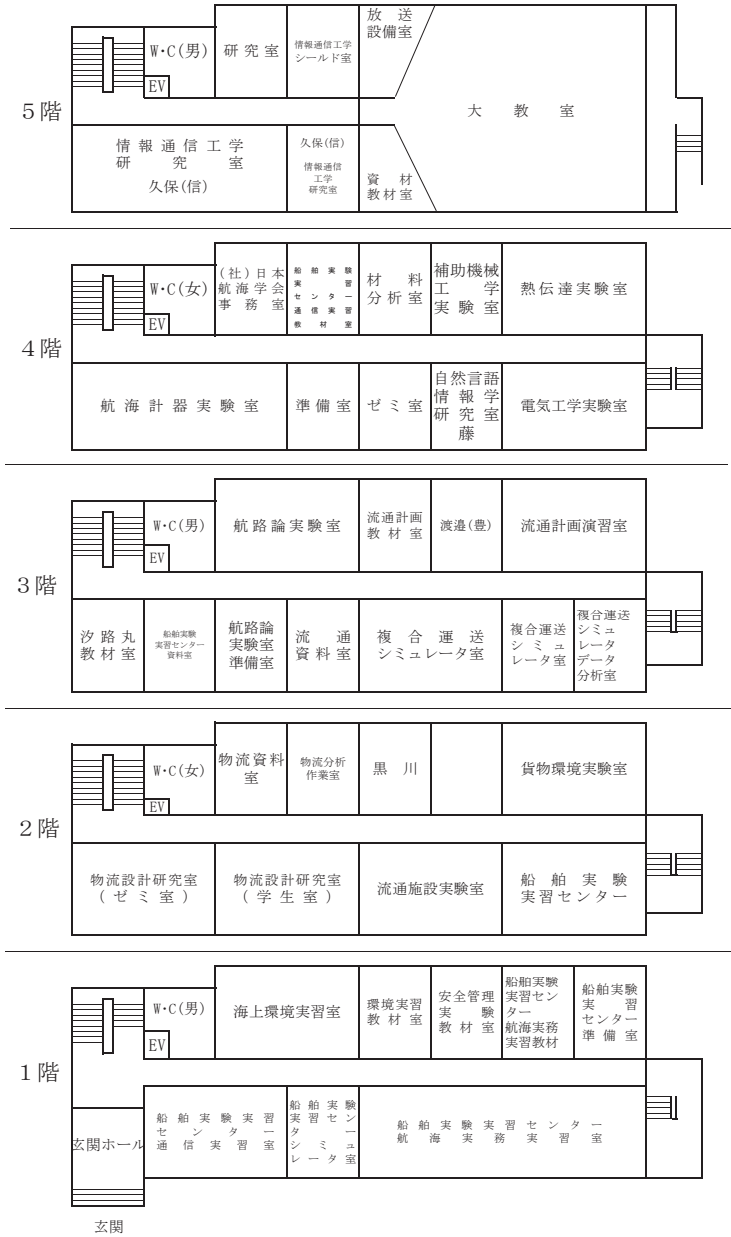 5階
W・C(男)
EV
研究室
情報通信工学
シールド室
放送
設備室
大教室
情報通信工学
研究室
久保(信)
久保(信)
情報通信
工学
研究室
資材
教材室
4階
W・C(女)
EV
(社)日本
航海学会
事務室
船舶実験
実習
センター
通信実習
教材室
材料
分析室
補助機械
工学
実験室
熱伝達実験室
航海計器実験室
準備室
ゼミ室
自然言語
情報学
研究室
藤
電気工学実験室
3階
W・C(男)
EV
航路論実験室
流通計画
教材室
渡邉(豊)
流通計画演習室
汐路丸
教材室
船舶実験
実習センター
資料室
航路論
実験室
準備室
流通
資料室
複合運送
シミュレータ室
複合運送
シミュ
レータ室
複合運送
シミュ
レータ
データ
分析室
2階
W・C(女)
EV
物流資料
室
物流分析
作業室
黒川
貨物環境実験室
物流設計研究室
(ゼミ室)
物流設計研究室
(学生室)
流通施設実験室
船舶実験
実習センター
1階
W・C(男)
EV
海上環境実習室
環境実習
教材室
安全管理
実験
教材室
船舶実験
実習セン
ター
航海実務
実習教材
船舶実験
実習
センター
準備室
玄関ホール
船舶実験実習
センター
通信実習室
船舶実験
実習セン
ター
シミュ
レータ室
船舶実験実習センター
航海実務実習室
玄関